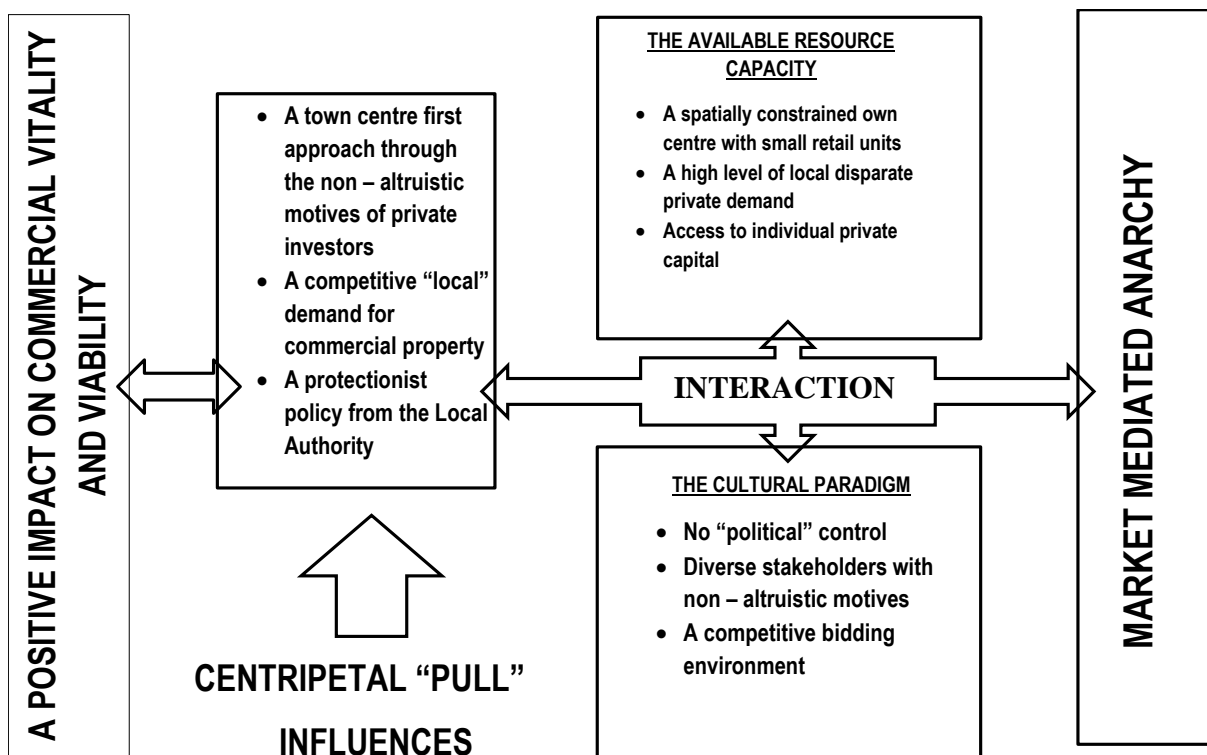 A POSITIVE IMPACT ON COMMERCIAL VITALITY
AND VIABILITY
• A town centre first
approach through
the non – altruistic
motives of private
investors
• A competitive “local”
demand for
commercial property
• A protectionist
policy from the Local
Authority
CENTRIPETAL “PULL”
INFLUENCES
THE AVAILABLE RESOURCE
CAPACITY
• A spatially constrained own
centre with small retail units
• A high level of local disparate
private demand
• Access to individual private
capital
INTERACTION
THE CULTURAL PARADIGM
• No “political” control
• Diverse stakeholders with
non – altruistic motives
• A competitive bidding
environment
MARKET MEDIATED ANARCHY